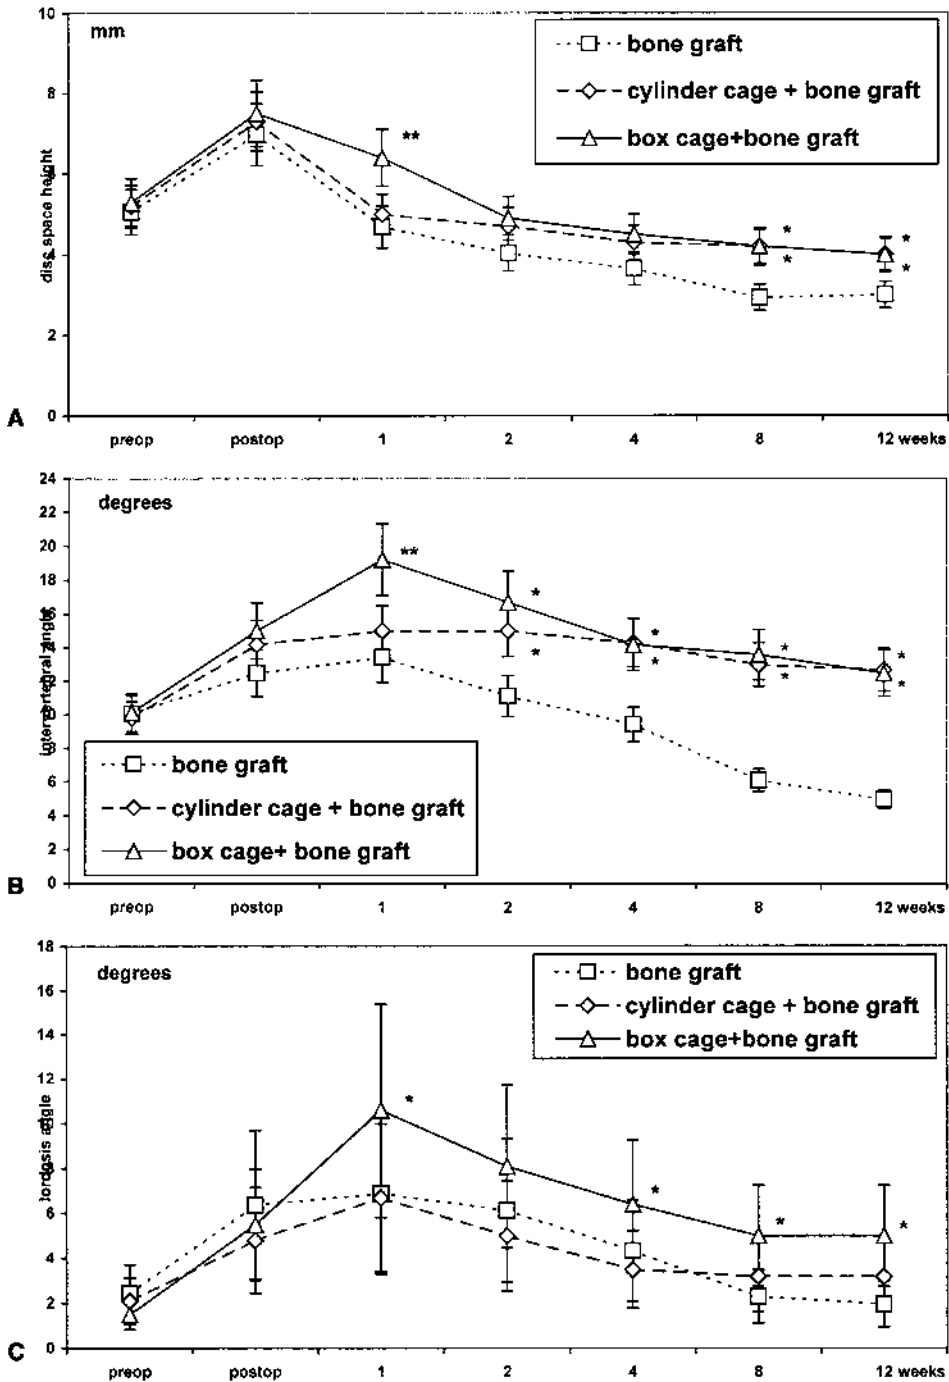 10
mm
bone graft
8
cylinder cage + bone graft
box cage+bone graft
**
6
disc space height
4
*
*
*
*
2
0
A
preop postop 1 2 4 8 12 weeks
24
degrees
22
20
**
18
*
16
intervertebral angle
14
*
*
*
*
*
*
*
12
10
8
bone graft
6
cylinder cage + bone graft
4
box cage+ bone graft
2
0
B
preop postop 1 2 4 8 12 weeks
18
degrees
bone graft
16
cylinder cage + bone graft
14
box cage+bone graft
12
*
10
lordosis angle
8
*
6
*
*
4
2
0
C
preop postop 1 2 4 8 12 weeks